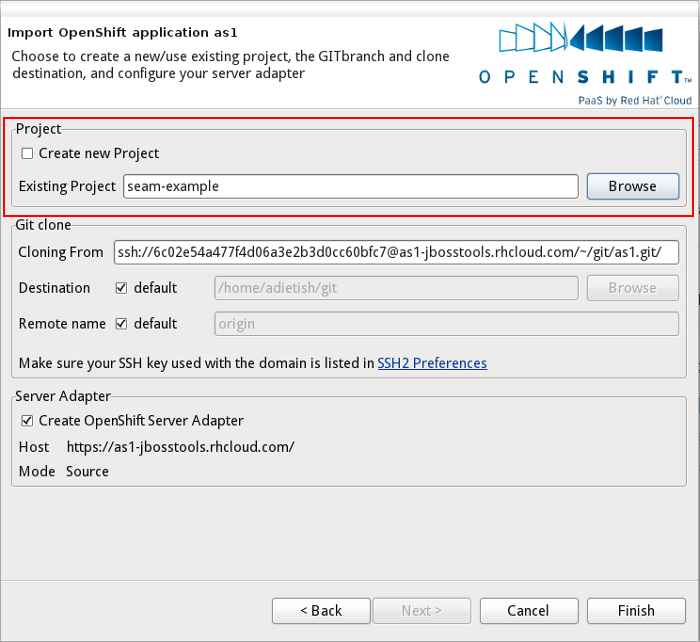 Import OpenShift application as1
Choose to create a new/use existing project, the GITbranch and clone
destination, and configure your server adapter
OPENSHIFT™
PaaS by Red Hat® Cloud
Project
Create new Project
Existing Project seam-example Browse
Git clone
Cloning From ssh://6c02e54a477f4d06a3e2b3d0cc60bfc7@as1-jbosstools.rhcloud.com/~/git/as1.git/
Destination default /home/adietish/git Browse
Remote name default origin
Make sure your SSH key used with the domain is listed in SSH2 Preferences
Server Adapter
Create OpenShift Server Adapter
Host https://as1-jbosstools.rhcloud.com/
Mode Source
< Back Next > Cancel Finish